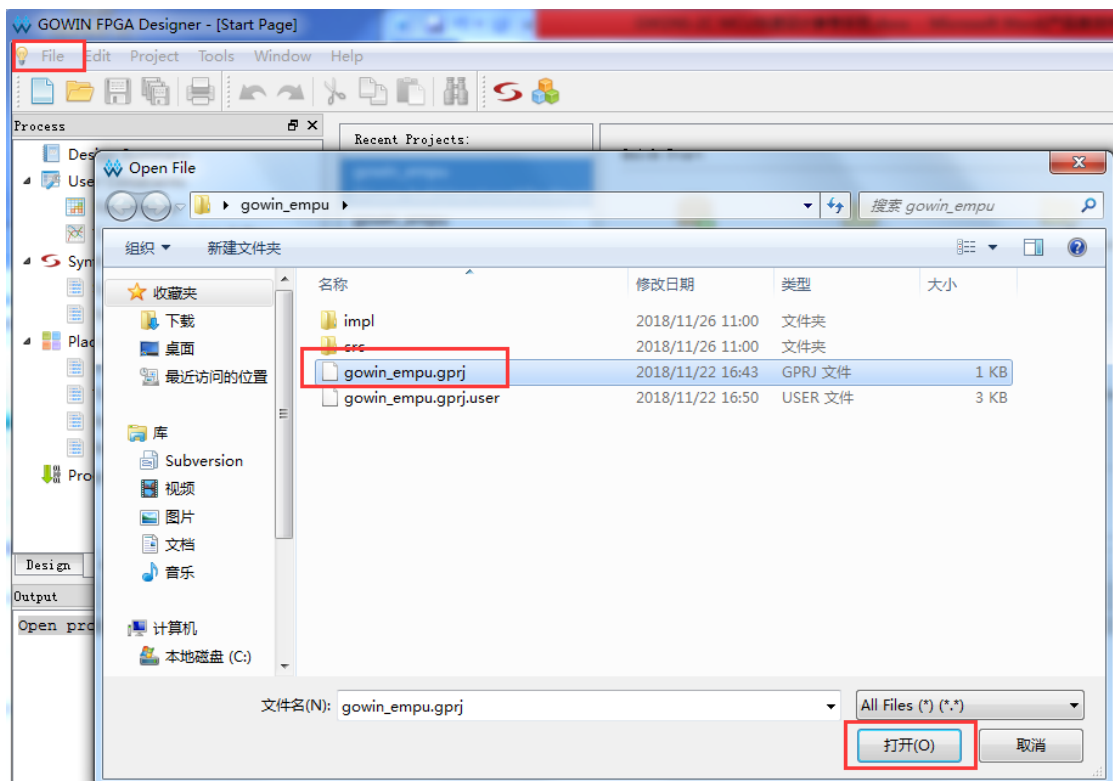 GOWIN FPGA Designer - [Start Page]
File Edit Project Tools Window Help
Process
Recent Projects:
Open File
gowin_empu
搜索 gowin_empu
组织 新建文件夹
名称 修改日期 类型 大小
收藏夹
下载
桌面
最近访问的位置
库
Subversion
视频
图片
文档
音乐
计算机
本地磁盘 (C:)
impl 2018/11/26 11:00 文件夹
src 2018/11/26 11:00 文件夹
gowin_empu.gprj 2018/11/22 16:43 GPRJ 文件 1 KB
gowin_empu.gprj.user 2018/11/22 16:50 USER 文件 3 KB
Use
Syn
Plac
Pro
Design
Output
Open pro
文件名(N): gowin_empu.gprj All Files (*) (*.*)
打开(O) 取消